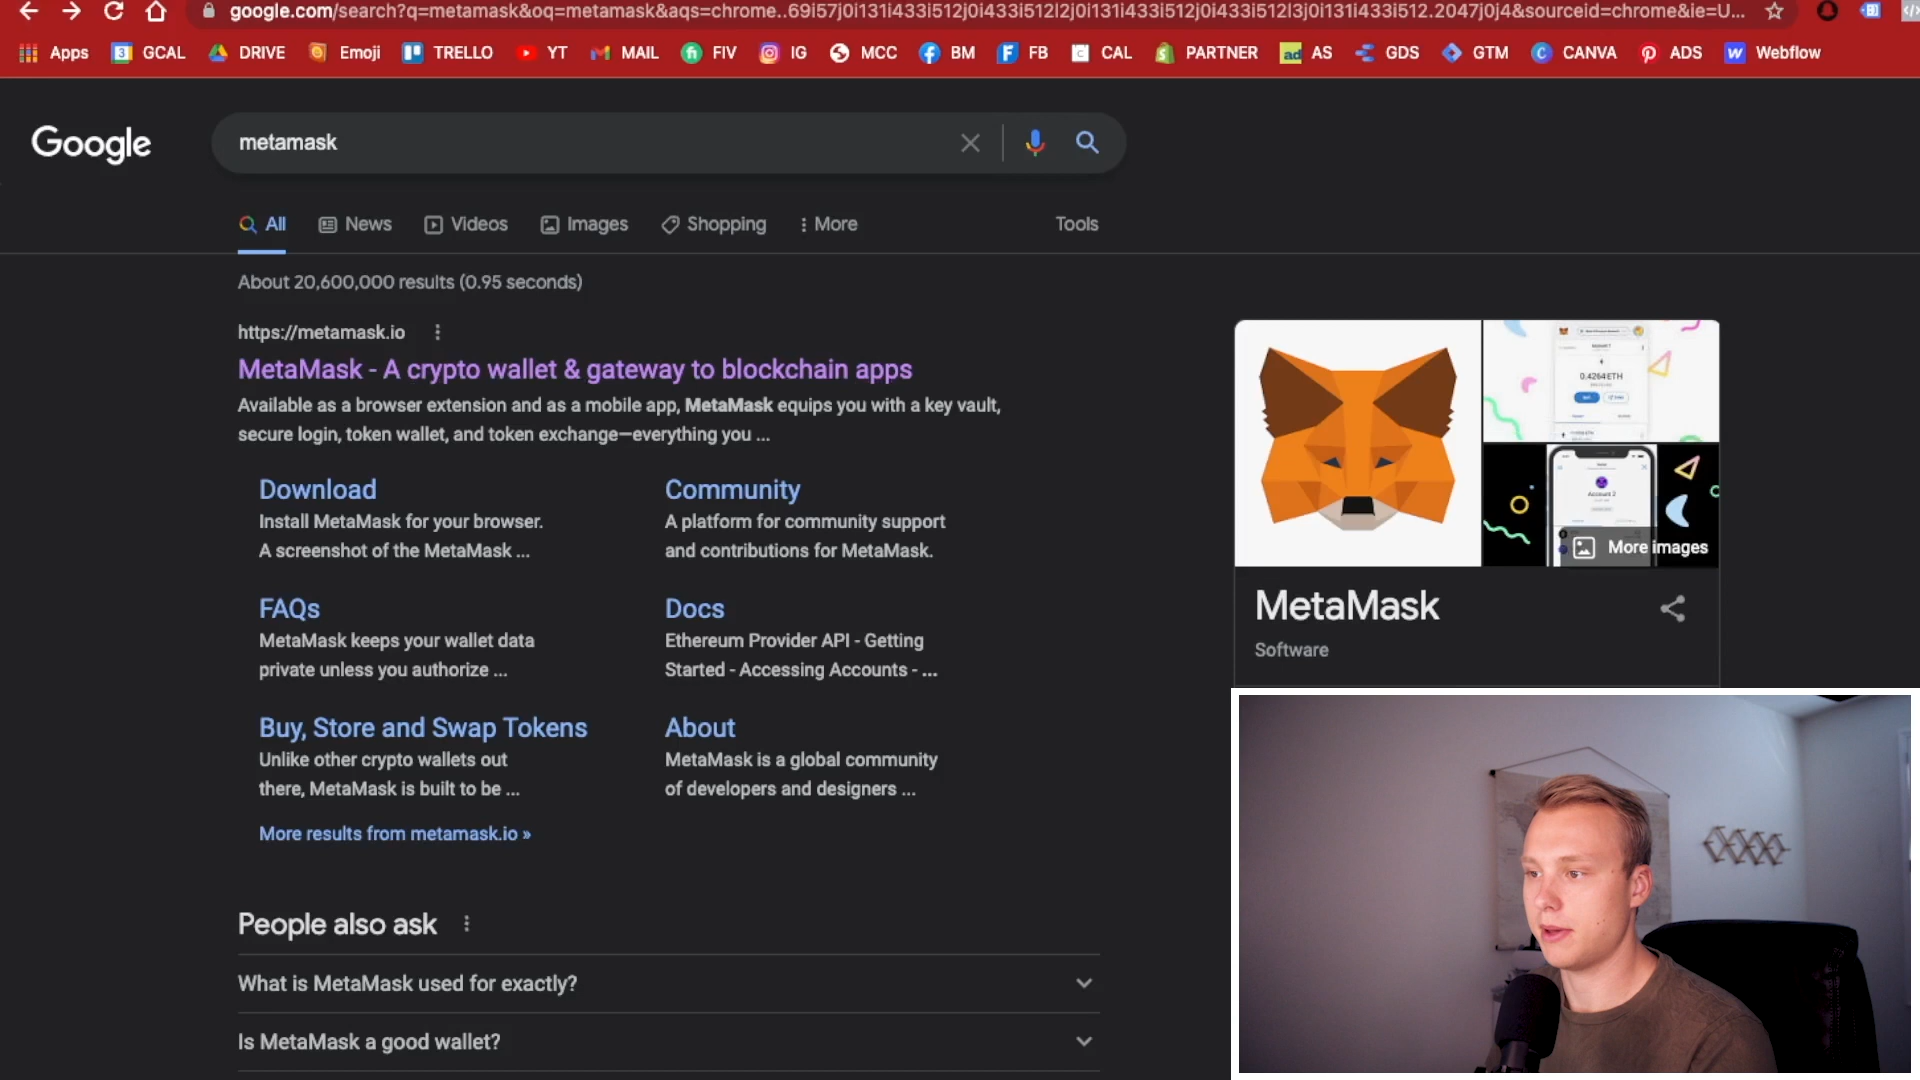 google.com/search?q=metamask&oq=metamask&aqs=chrome..69i57j0i131i433i512j0i433i512l2j0i131i433i512j0i433i512l3j0i131i433i512.2047j0j4&sourceid=chrome&ie=U...
Apps GCAL DRIVE Emoji TRELLO YT MAIL FIV IG MCC BM FB CAL PARTNER AS GDS GTM CANVA ADS Webflow
Google
metamask
All News Videos Images Shopping More Tools
About 20,600,000 results (0.95 seconds)
https://metamask.io
MetaMask - A crypto wallet & gateway to blockchain apps
Available as a browser extension and as a mobile app, MetaMask equips you with a key vault,
secure login, token wallet, and token exchange—everything you ...
Download
Install MetaMask for your browser.
A screenshot of the MetaMask ...
Community
A platform for community support
and contributions for MetaMask.
FAQs
MetaMask keeps your wallet data
private unless you authorize ...
Docs
Ethereum Provider API - Getting
Started - Accessing Accounts - ...
Buy, Store and Swap Tokens
Unlike other crypto wallets out
there, MetaMask is built to be ...
About
MetaMask is a global community
of developers and designers ...
More results from metamask.io »
People also ask
What is MetaMask used for exactly?
Is MetaMask a good wallet?
0.4264 ETH
Account 2
More images
MetaMask
Software